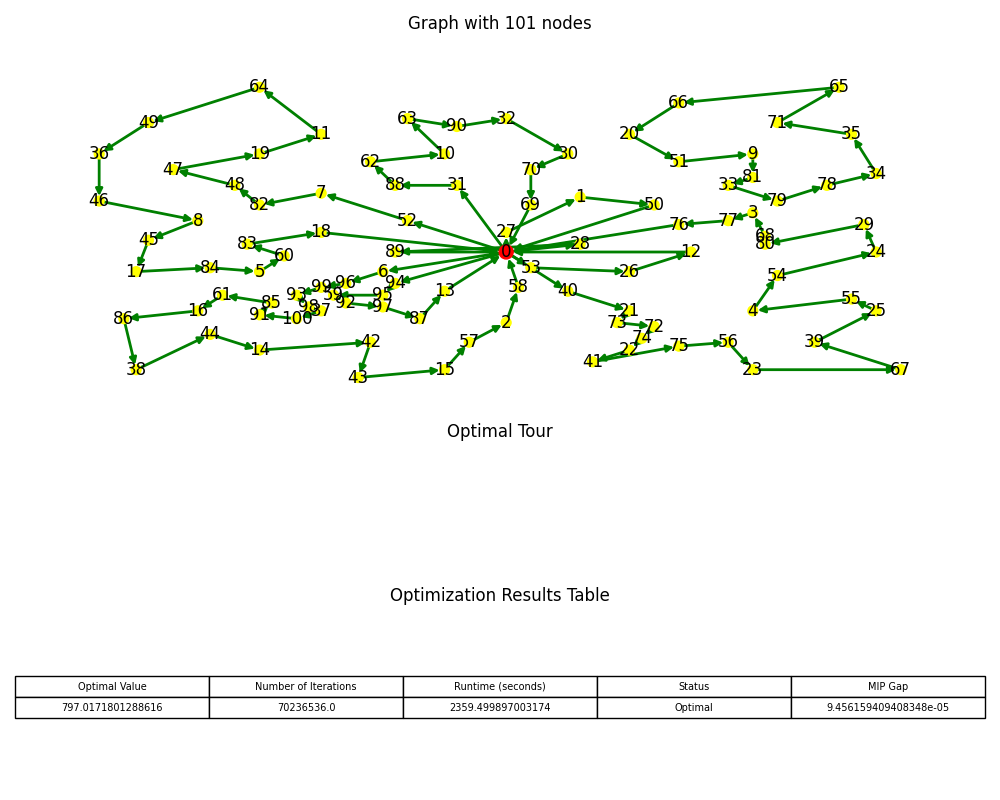 Graph with 101 nodes
64 65
66
49 63 90 32 71
11 20 35
36 19 10 30 51 9
47 62 70 81 34
48 88 31 33 78
46 82 7 1 79
8 52 69 50 3
45 83 18 27 76 77 68 29
60 89 0 28 12 80 24
17 84 5 6 53 26 54
99 96 94 58 40
61 93 59 95 13 55
16 85 98 92 97 21 4 25
86 91 100 87 87 2 73 72
44 42 57 74 56 39
14 22 75
38 43 15 41 23 67
Optimal Tour
Optimization Results Table
Optimal Value Number of Iterations Runtime (seconds) Status MIP Gap
797.0171801288616 70236536.0 2359.499897003174 Optimal 9.456159409408348e-05